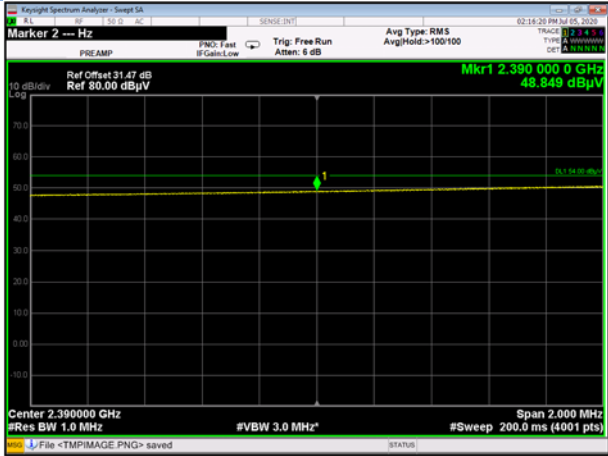 Keysight Spectrum Analyzer - Swept SA
RL RF 50 Ω AC SENSE:INT 02:16:20 PM Jul 05, 2020
Marker 2 --- Hz
PREAMP
PNO: Fast
IFGain:Low
Trig: Free Run
Atten: 6 dB
Avg Type: RMS
Avg|Hold:>100/100
TRACE 1 2 3 4 5 6
TYPE A WWWWW
DET A N N N N N
Mkr1 2.390 000 0 GHz
48.849 dBµV
Ref Offset 31.47 dB
10 dB/div Ref 80.00 dBµV
Log
70.0
60.0
DL1 54.00 dBµV
1
50.0
40.0
30.0
20.0
10.0
0.00
-10.0
Center 2.390000 GHz Span 2.000 MHz
#Res BW 1.0 MHz #VBW 3.0 MHz* #Sweep 200.0 ms (4001 pts)
MSG File <TMPIMAGE.PNG> saved STATUS